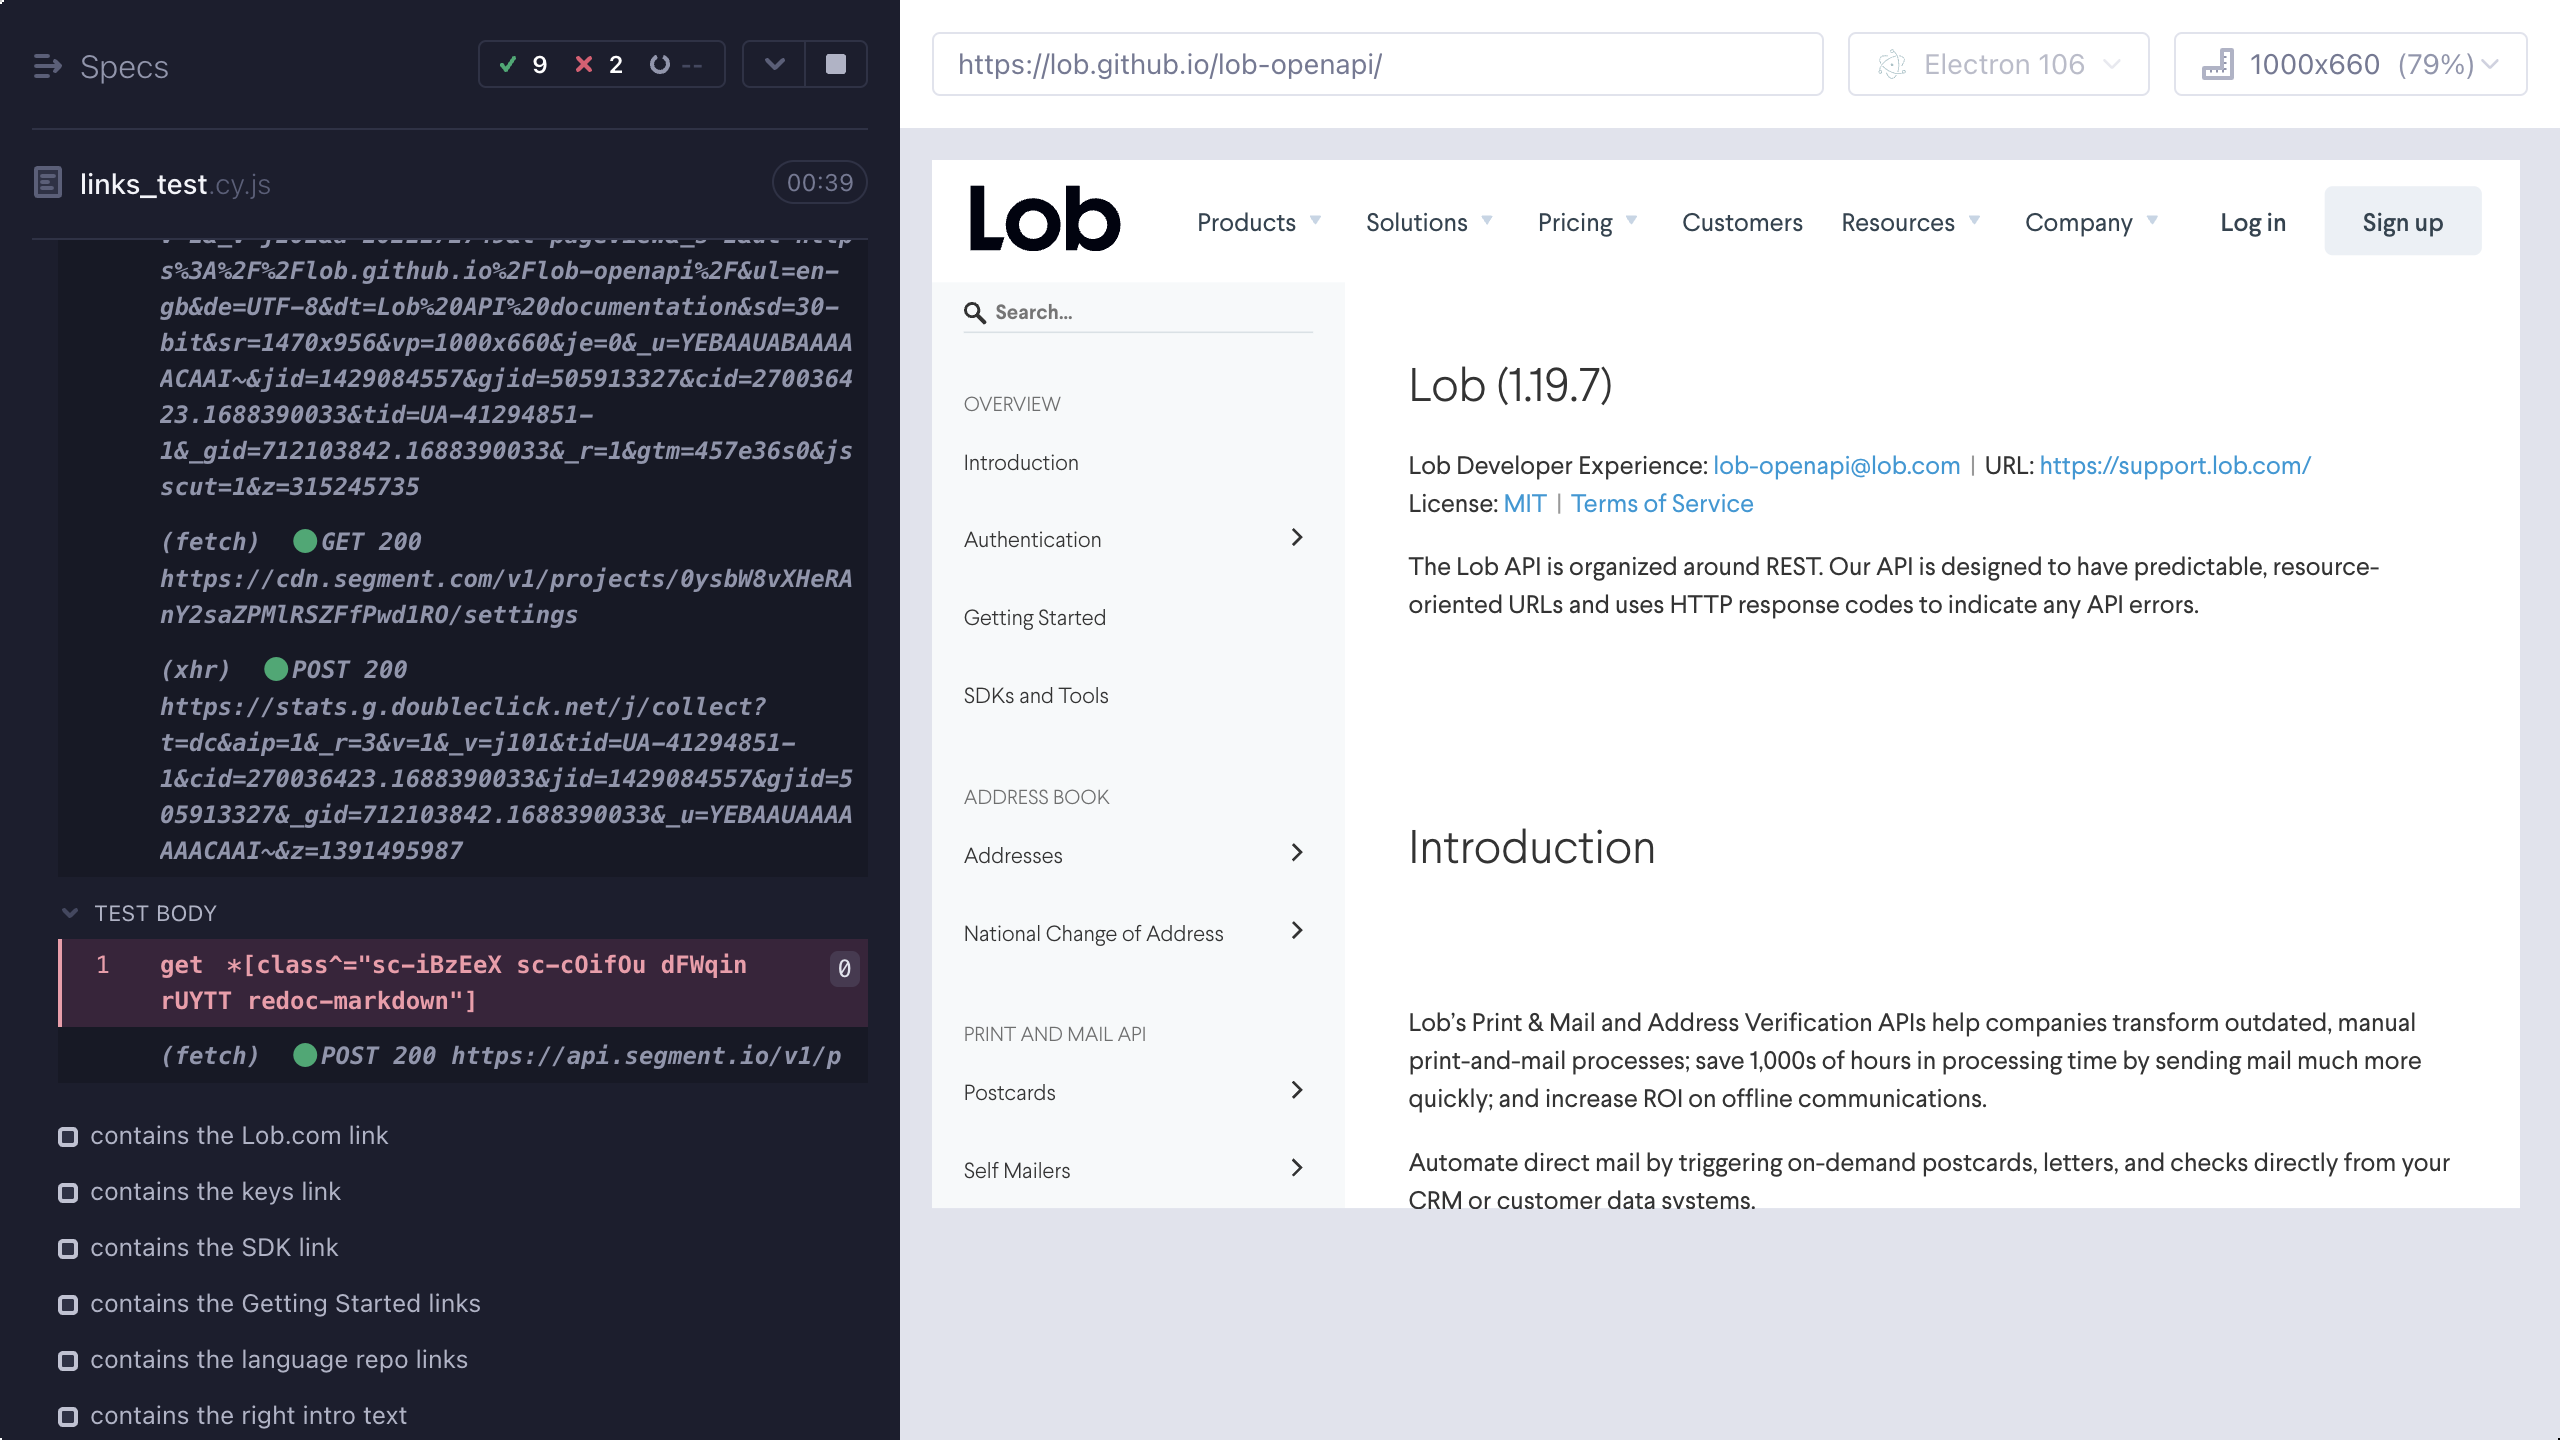 Specs
9 2 --
links_test.cy.js
00:39
s%3A%2F%2Flob.github.io%2Flob-openapi%2F&ul=en-
gb&de=UTF-8&dt=Lob%20API%20documentation&sd=30-
bit&sr=1470x956&vp=1000x660&je=0&_u=YEBAAUABAAAA
ACAAI~&jid=1429084557&gjid=505913327&cid=2700364
23.1688390033&tid=UA-41294851-
1&_gid=712103842.1688390033&_r=1&gtm=457e36s0&js
scut=1&z=315245735
(fetch) GET 200
https://cdn.segment.com/v1/projects/0ysbW8vXHeRA
nY2saZPMlRSZFfPwd1RO/settings
(xhr) POST 200
https://stats.g.doubleclick.net/j/collect?
t=dc&aip=1&_r=3&v=1&_v=j101&tid=UA-41294851-
1&cid=270036423.1688390033&jid=1429084557&gjid=5
05913327&_gid=712103842.1688390033&_u=YEBAAUAAAA
AAACAAI~&z=1391495987
TEST BODY
1 get *[class^="sc-iBzEeX sc-cOifOu dFWqin
rUYTT redoc-markdown"]
0
(fetch) POST 200 https://api.segment.io/v1/p
contains the Lob.com link
contains the keys link
contains the SDK link
contains the Getting Started links
contains the language repo links
contains the right intro text
https://lob.github.io/lob-openapi/
Electron 106
1000x660 (79%)
Lob
Products
Solutions
Pricing
Customers
Resources
Company
Log in
Sign up
Search...
OVERVIEW
Introduction
Authentication
Getting Started
SDKs and Tools
ADDRESS BOOK
Addresses
National Change of Address
PRINT AND MAIL API
Postcards
Self Mailers
Lob (1.19.7)
Lob Developer Experience: lob-openapi@lob.com | URL: https://support.lob.com/
License: MIT | Terms of Service
The Lob API is organized around REST. Our API is designed to have predictable, resource-
oriented URLs and uses HTTP response codes to indicate any API errors.
Introduction
Lob’s Print & Mail and Address Verification APIs help companies transform outdated, manual
print-and-mail processes; save 1,000s of hours in processing time by sending mail much more
quickly; and increase ROI on offline communications.
Automate direct mail by triggering on-demand postcards, letters, and checks directly from your
CRM or customer data systems.